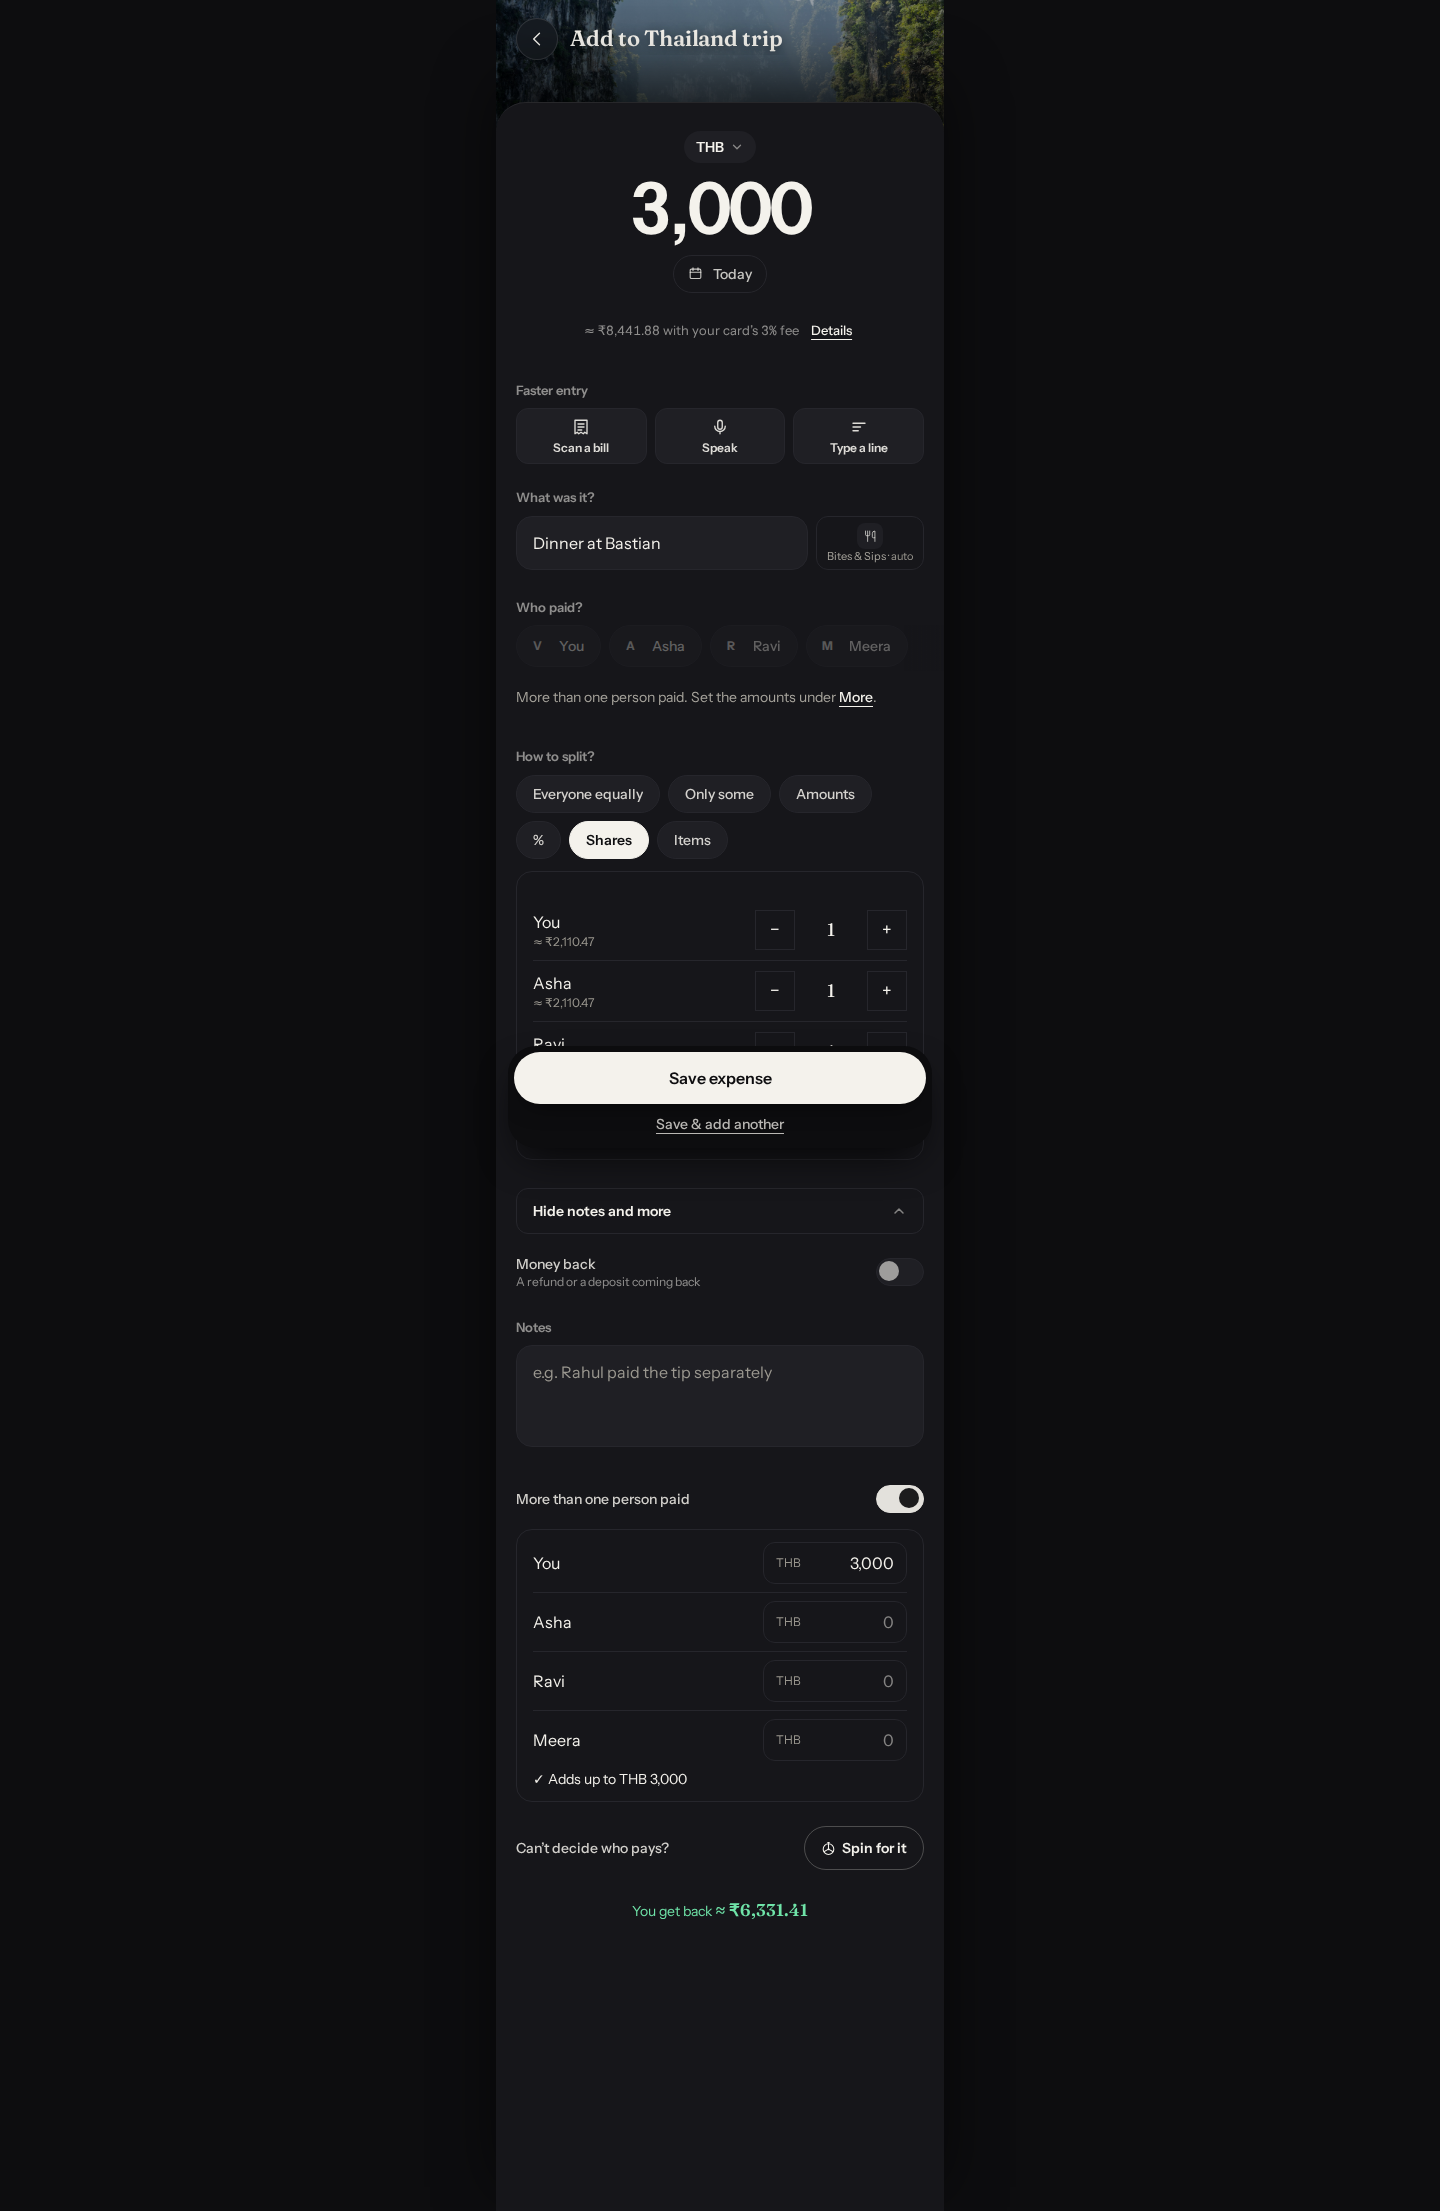 Add to Thailand trip
THB
3,000
Today
≈ ₹8,441.88 with your card's 3% fee Details
Faster entry
Scan a bill Speak Type a line
What was it?
Dinner at Bastian
Bites & Sips · auto
Who paid?
V You A Asha R Ravi M Meera
More than one person paid. Set the amounts under More.
How to split?
Everyone equally Only some Amounts
% Shares Items
You
≈ ₹2,110.47
− 1 +
Asha
≈ ₹2,110.47
− 1 +
Ravi
Save expense
Save & add another
Hide notes and more
Money back
A refund or a deposit coming back
Notes
e.g. Rahul paid the tip separately
More than one person paid
You THB 3,000
Asha THB 0
Ravi THB 0
Meera THB 0
✓ Adds up to THB 3,000
Can't decide who pays? Spin for it
You get back ≈ ₹6,331.41